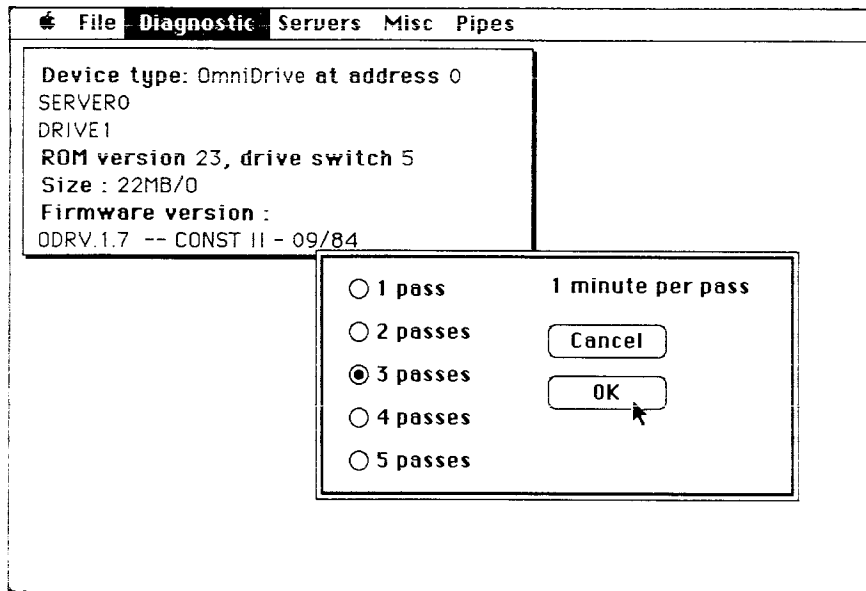 File Diagnostic Servers Misc Pipes
Device type: OmniDrive at address 0
SERVER0
DRIVE1
ROM version 23, drive switch 5
Size : 22MB/0
Firmware version :
ODRV.1.7 -- CONST II - 09/84
1 pass
1 minute per pass
2 passes
Cancel
3 passes
OK
4 passes
5 passes